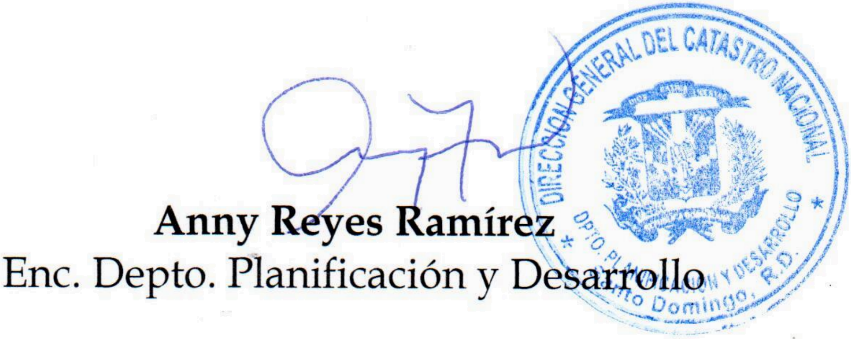 DIRECCION GENERAL DEL CATASTRO NACIONAL
Anny Reyes Ramírez
* DPTO. PLANIFICACION Y DESARROLLO *
Enc. Depto. Planificación y Desarrollo
Santo Domingo, R.D.